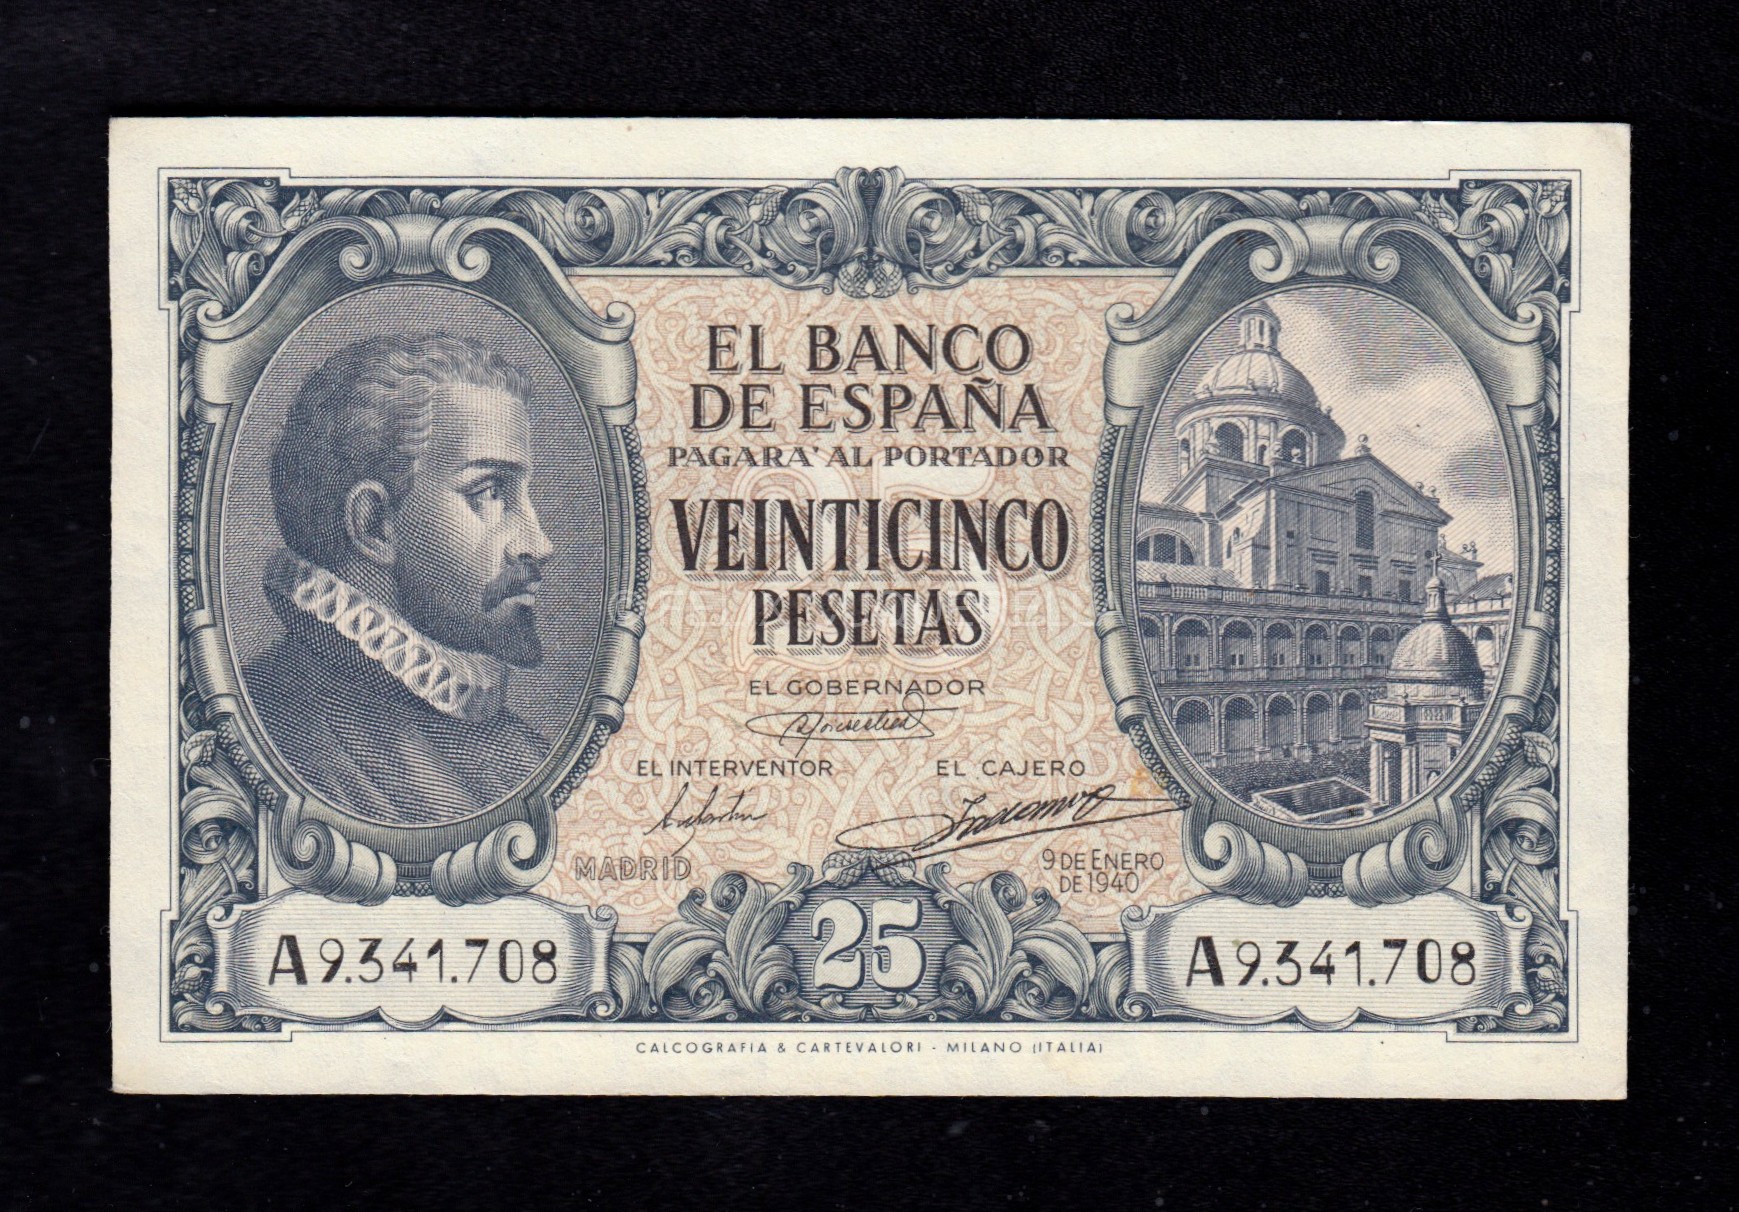 EL BANCO
DE ESPAÑA
PAGARA' AL PORTADOR
VEINTICINCO
PESETAS
EL GOBERNADOR
EL INTERVENTOR
EL CAJERO
MADRID
9 DE ENERO
DE 1940
A9.341.708
25
A9.341.708
CALCOGRAFIA & CARTEVALORI - MILANO (ITALIA)